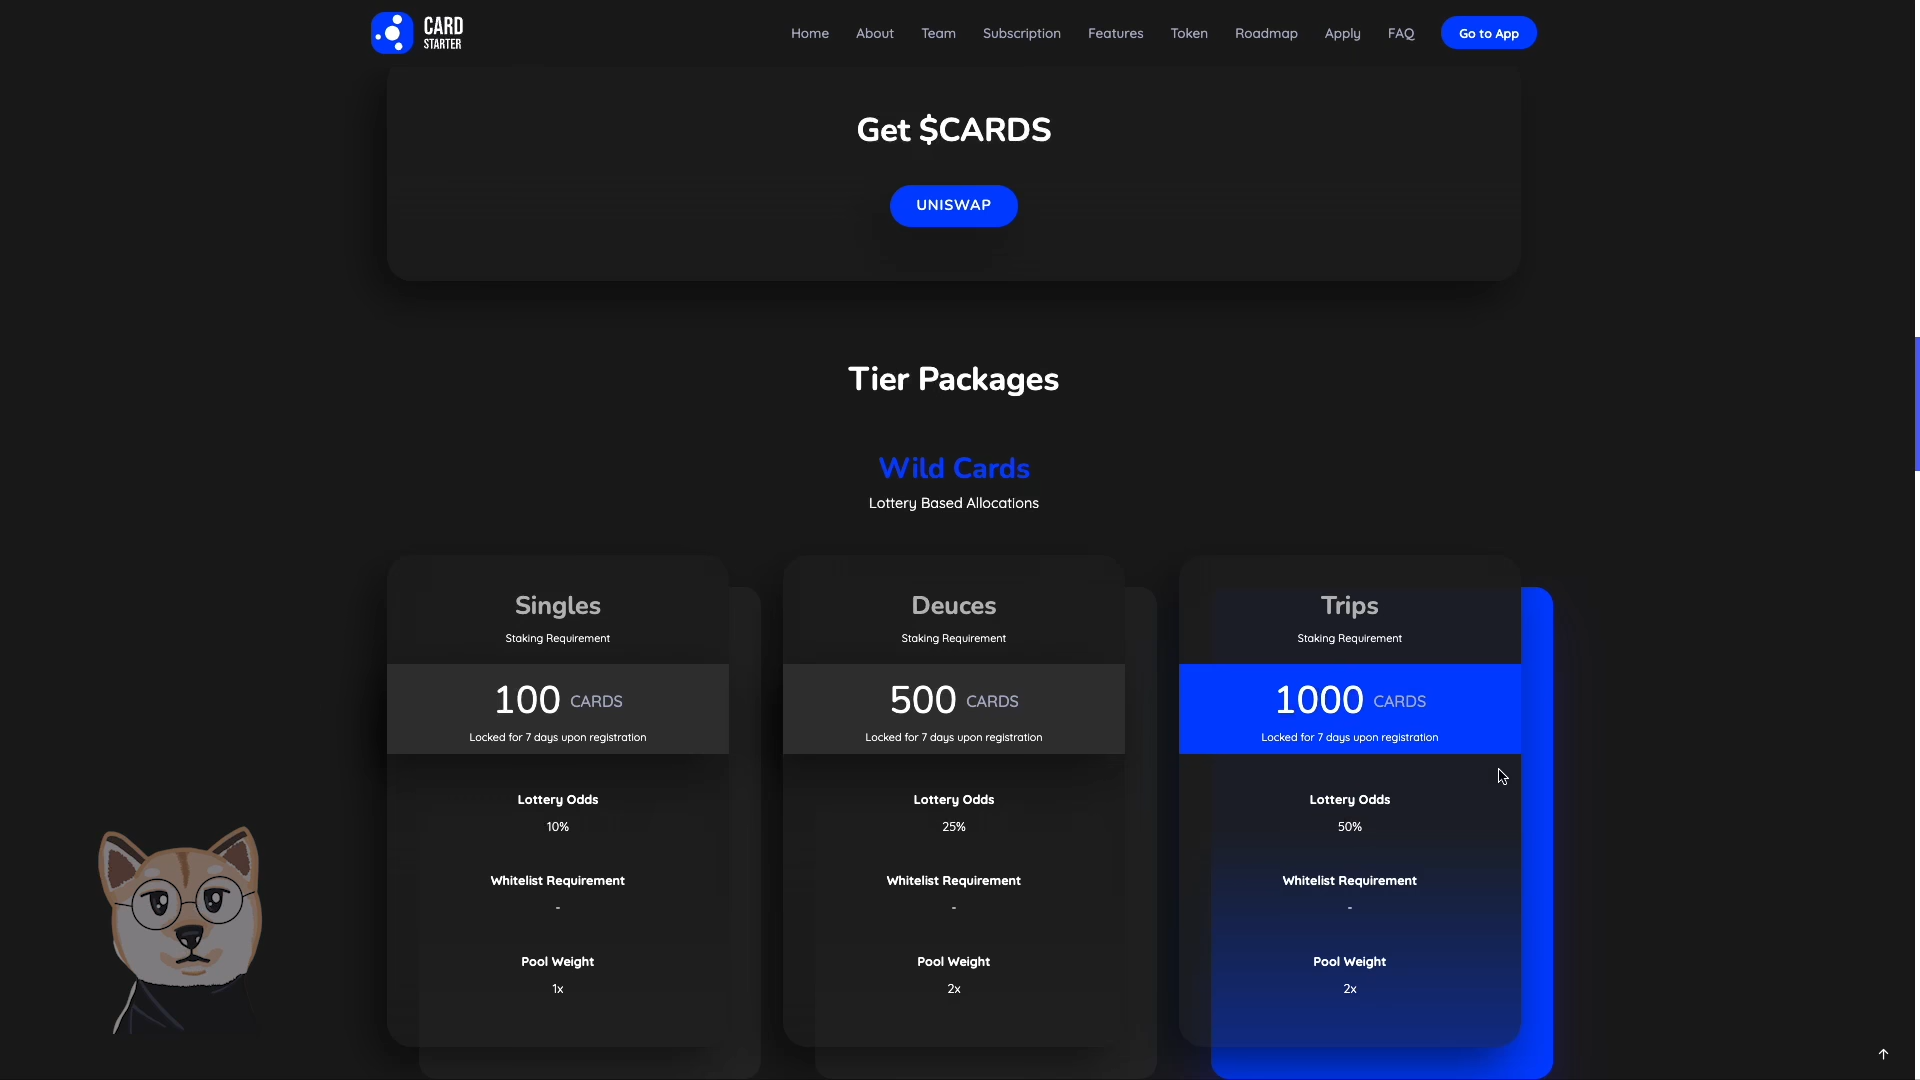 CARD
STARTER
Home About Team Subscription Features Token Roadmap Apply FAQ Go to App
Get $CARDS
UNISWAP
Tier Packages
Wild Cards
Lottery Based Allocations
Singles
Staking Requirement
100 CARDS
Locked for 7 days upon registration
Lottery Odds
10%
Whitelist Requirement
-
Pool Weight
1x
Deuces
Staking Requirement
500 CARDS
Locked for 7 days upon registration
Lottery Odds
25%
Whitelist Requirement
-
Pool Weight
2x
Trips
Staking Requirement
1000 CARDS
Locked for 7 days upon registration
Lottery Odds
50%
Whitelist Requirement
-
Pool Weight
2x